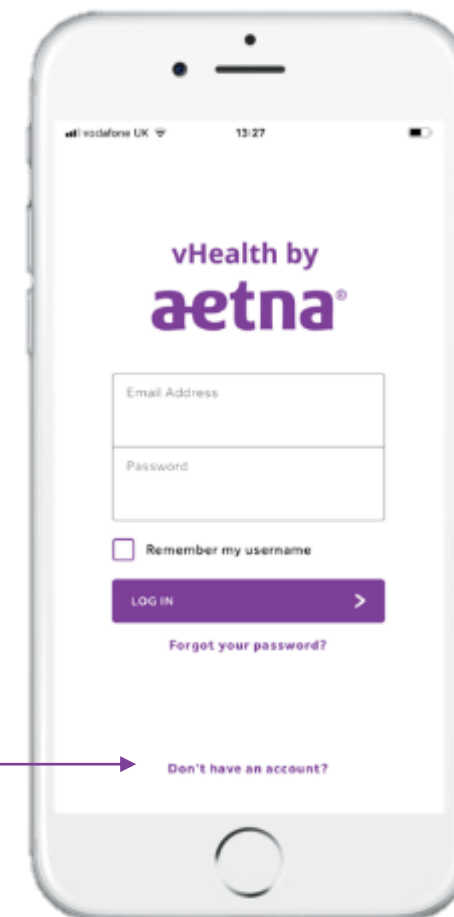 vodafone UK 13:27
vHealth by
aetna®
Email Address
Password
Remember my username
LOG IN >
Forgot your password?
Don't have an account?